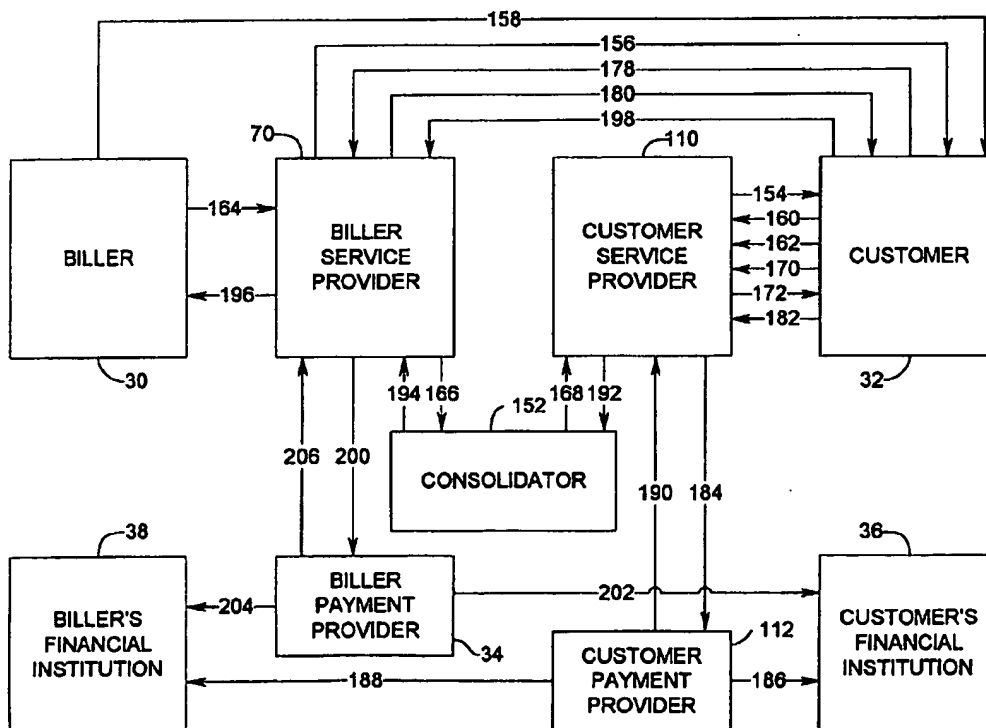 158
156
178
180
198
70
110
BILLER
164
196
30
BILLER
SERVICE
PROVIDER
CUSTOMER
SERVICE
PROVIDER
154
160
162
170
172
182
CUSTOMER
32
194
166
152
168
192
CONSOLIDATOR
206
200
190
184
38
36
BILLER'S
FINANCIAL
INSTITUTION
204
BILLER
PAYMENT
PROVIDER
34
202
CUSTOMER'S
FINANCIAL
INSTITUTION
112
188
CUSTOMER
PAYMENT
PROVIDER
186